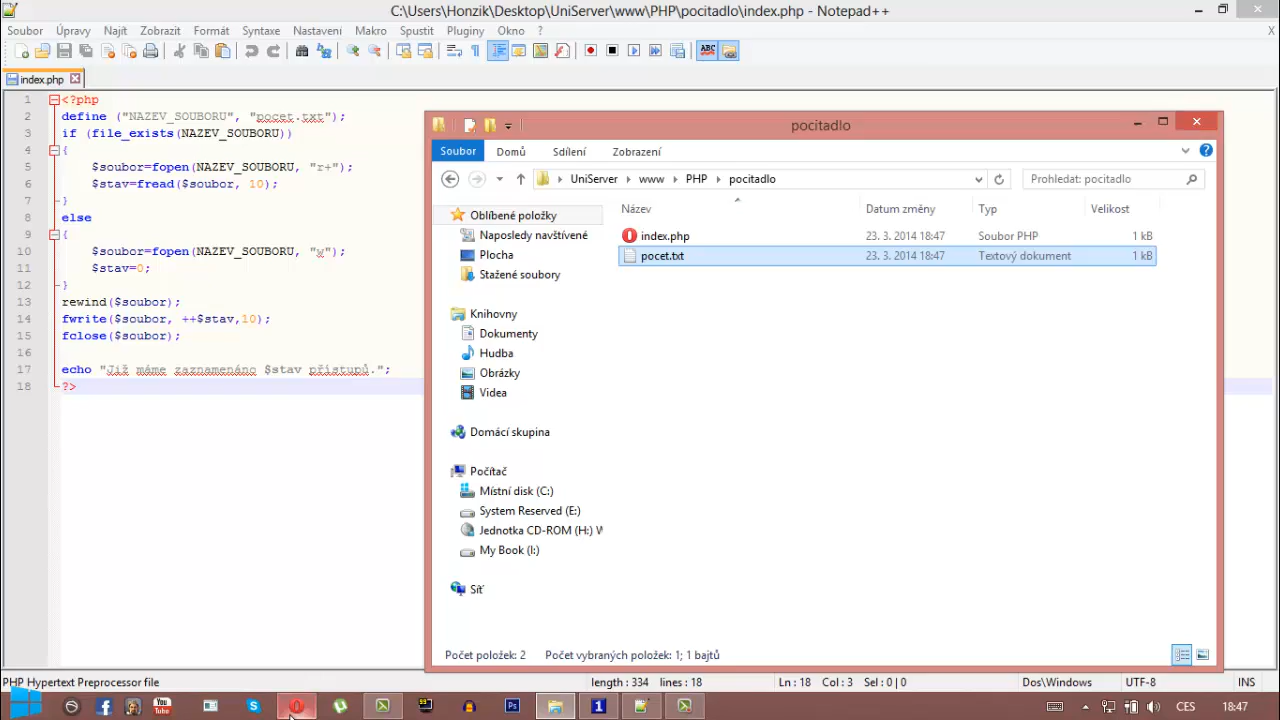 C:\Users\Honzik\Desktop\UniServer\www\PHP\pocitadlo\index.php - Notepad++
Soubor Úpravy Najít Zobrazit Formát Syntaxe Nastavení Makro Spustit Pluginy Okno ? X
index.php
1 <?php
2 define ("NAZEV_SOUBORU", "pocet.txt");
3 if (file_exists(NAZEV_SOUBORU))
4 {
5 $soubor=fopen(NAZEV_SOUBORU, "r+");
6 $stav=fread($soubor, 10);
7 }
8 else
9 {
10 $soubor=fopen(NAZEV_SOUBORU, "w");
11 $stav=0;
12 }
13 rewind($soubor);
14 fwrite($soubor, ++$stav,10);
15 fclose($soubor);
16
17 echo "Již máme zaznamenáno $stav přístupů.";
18 ?>
pocitadlo
Soubor Domů Sdílení Zobrazení
UniServer www PHP pocitadlo Prohledat: pocitadlo
Název Datum změny Typ Velikost
index.php 23. 3. 2014 18:47 Soubor PHP 1 kB
pocet.txt 23. 3. 2014 18:47 Textový dokument 1 kB
Oblíbené položky
Naposledy navštívené
Plocha
Stažené soubory
Knihovny
Dokumenty
Hudba
Obrázky
Videa
Domácí skupina
Počítač
Místní disk (C:)
System Reserved (E:)
Jednotka CD-ROM (H:) W
My Book (I:)
Síť
Počet položek: 2 Počet vybraných položek: 1; 1 bajtů
PHP Hypertext Preprocessor file length : 334 lines : 18 Ln : 18 Col : 3 Sel : 0 | 0 Dos\Windows UTF-8 INS
CES 18:47